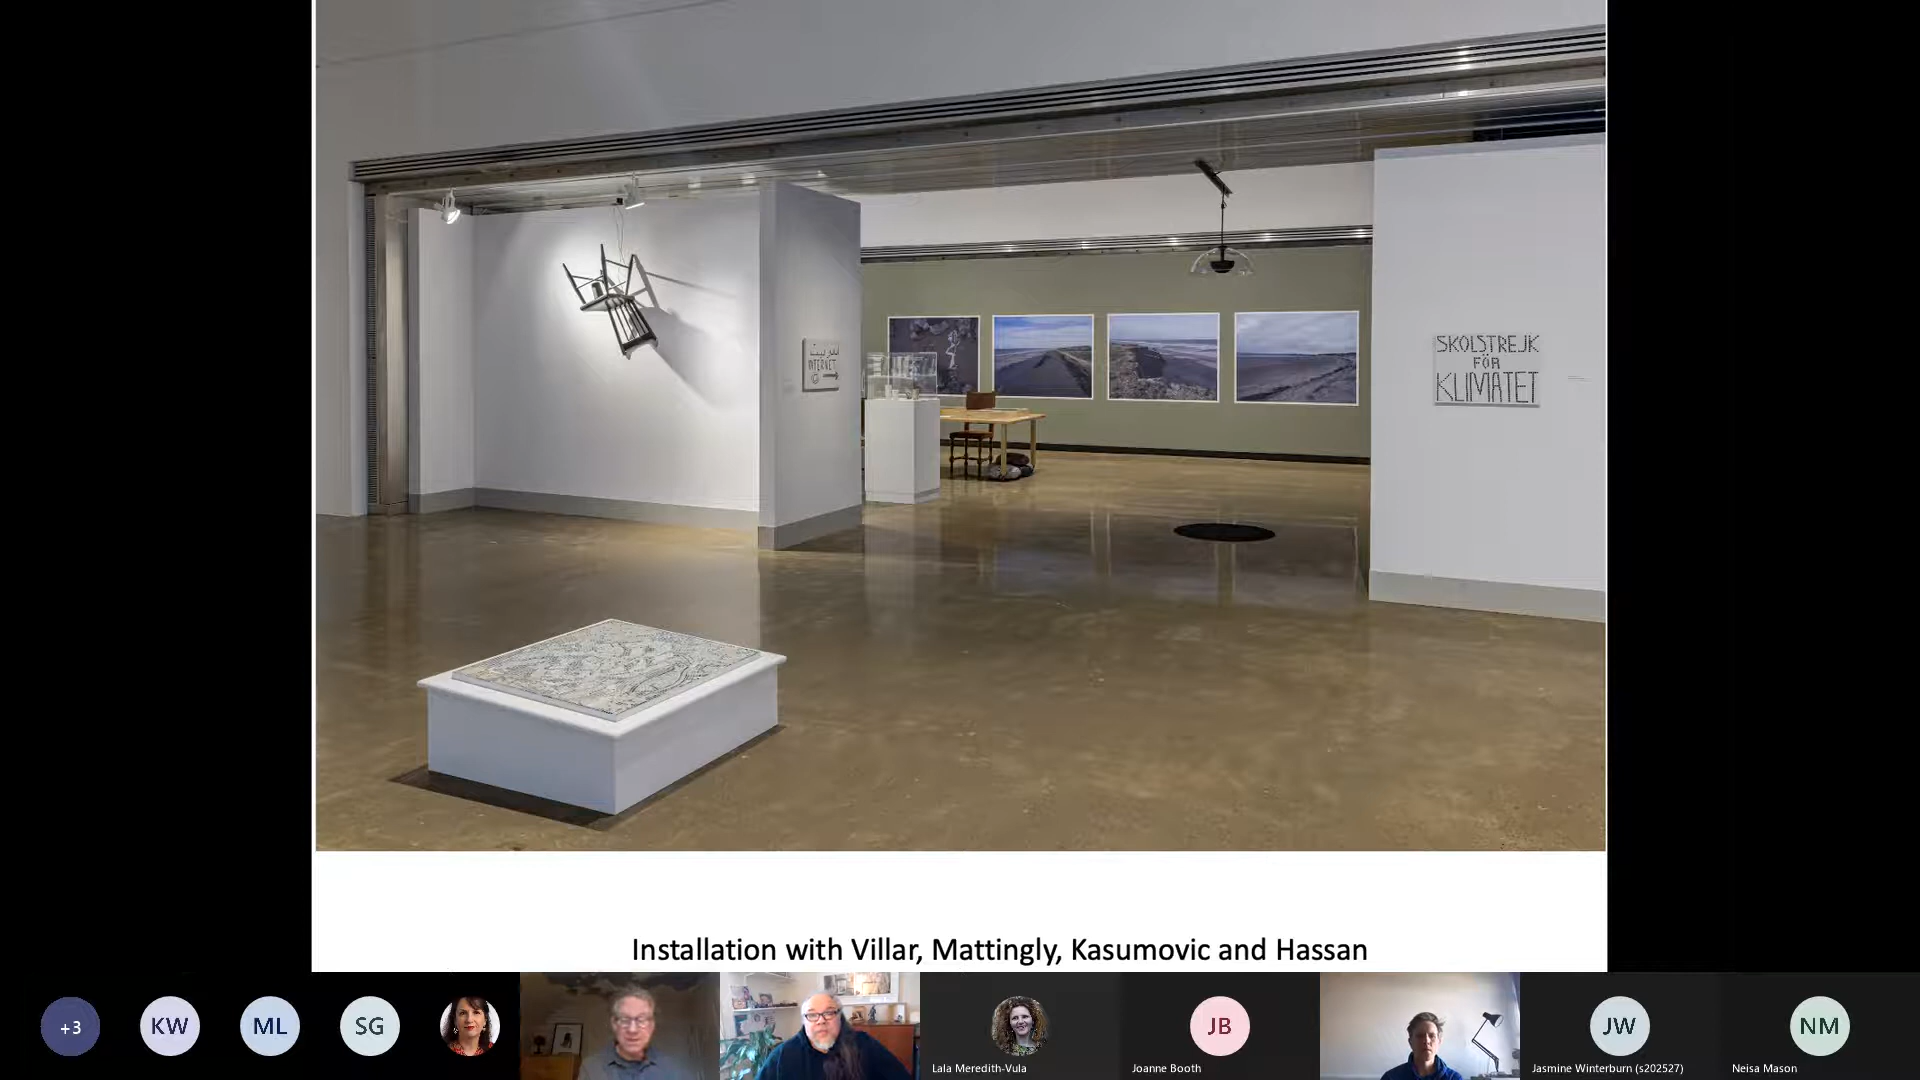 INTERNET
SKOLSTREJK
FÖR
KLIMATET
Installation with Villar, Mattingly, Kasumovic and Hassan
+3
KW
ML
SG
Lala Meredith-Vula
JB
Joanne Booth
JW
Jasmine Winterburn (s202527)
NM
Neisa Mason